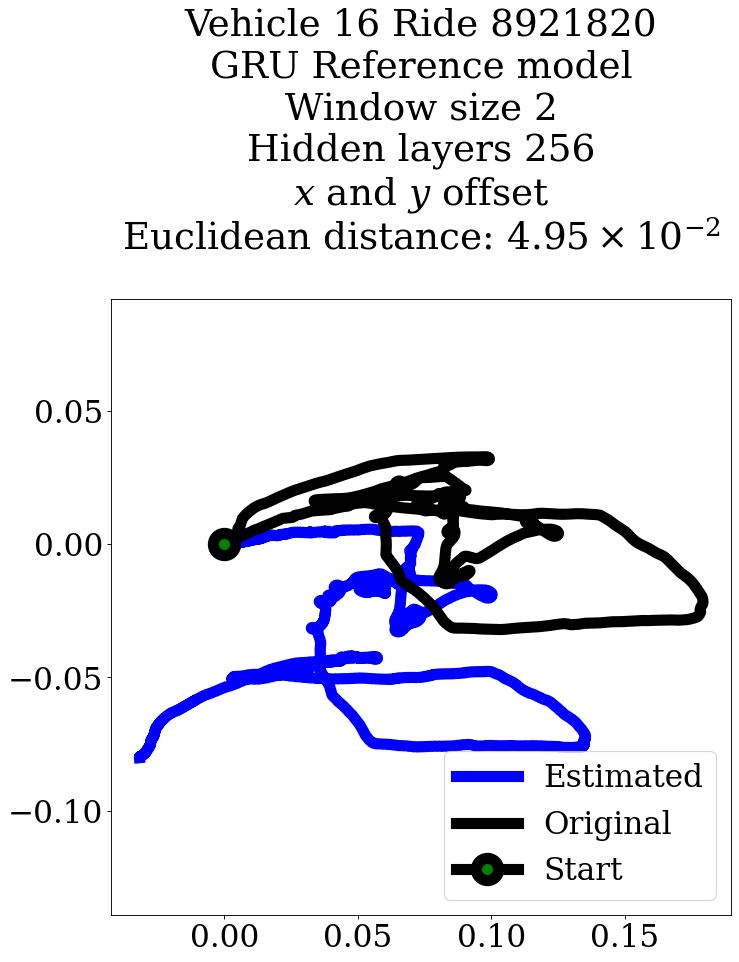 Vehicle 16 Ride 8921820
GRU Reference model
Window size 2
Hidden layers 256
x and y offset
Euclidean distance: 4.95 × 10⁻²
0.05
0.00
−0.05
−0.10
Estimated
Original
Start
0.00 0.05 0.10 0.15